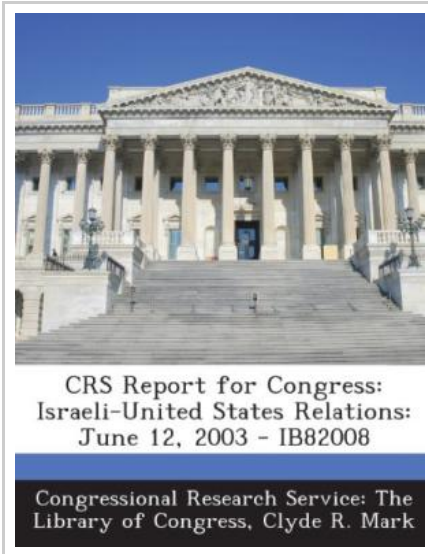 CRS Report for Congress:
Israeli-United States Relations:
June 12, 2003 - IB82008
Congressional Research Service: The
Library of Congress, Clyde R. Mark